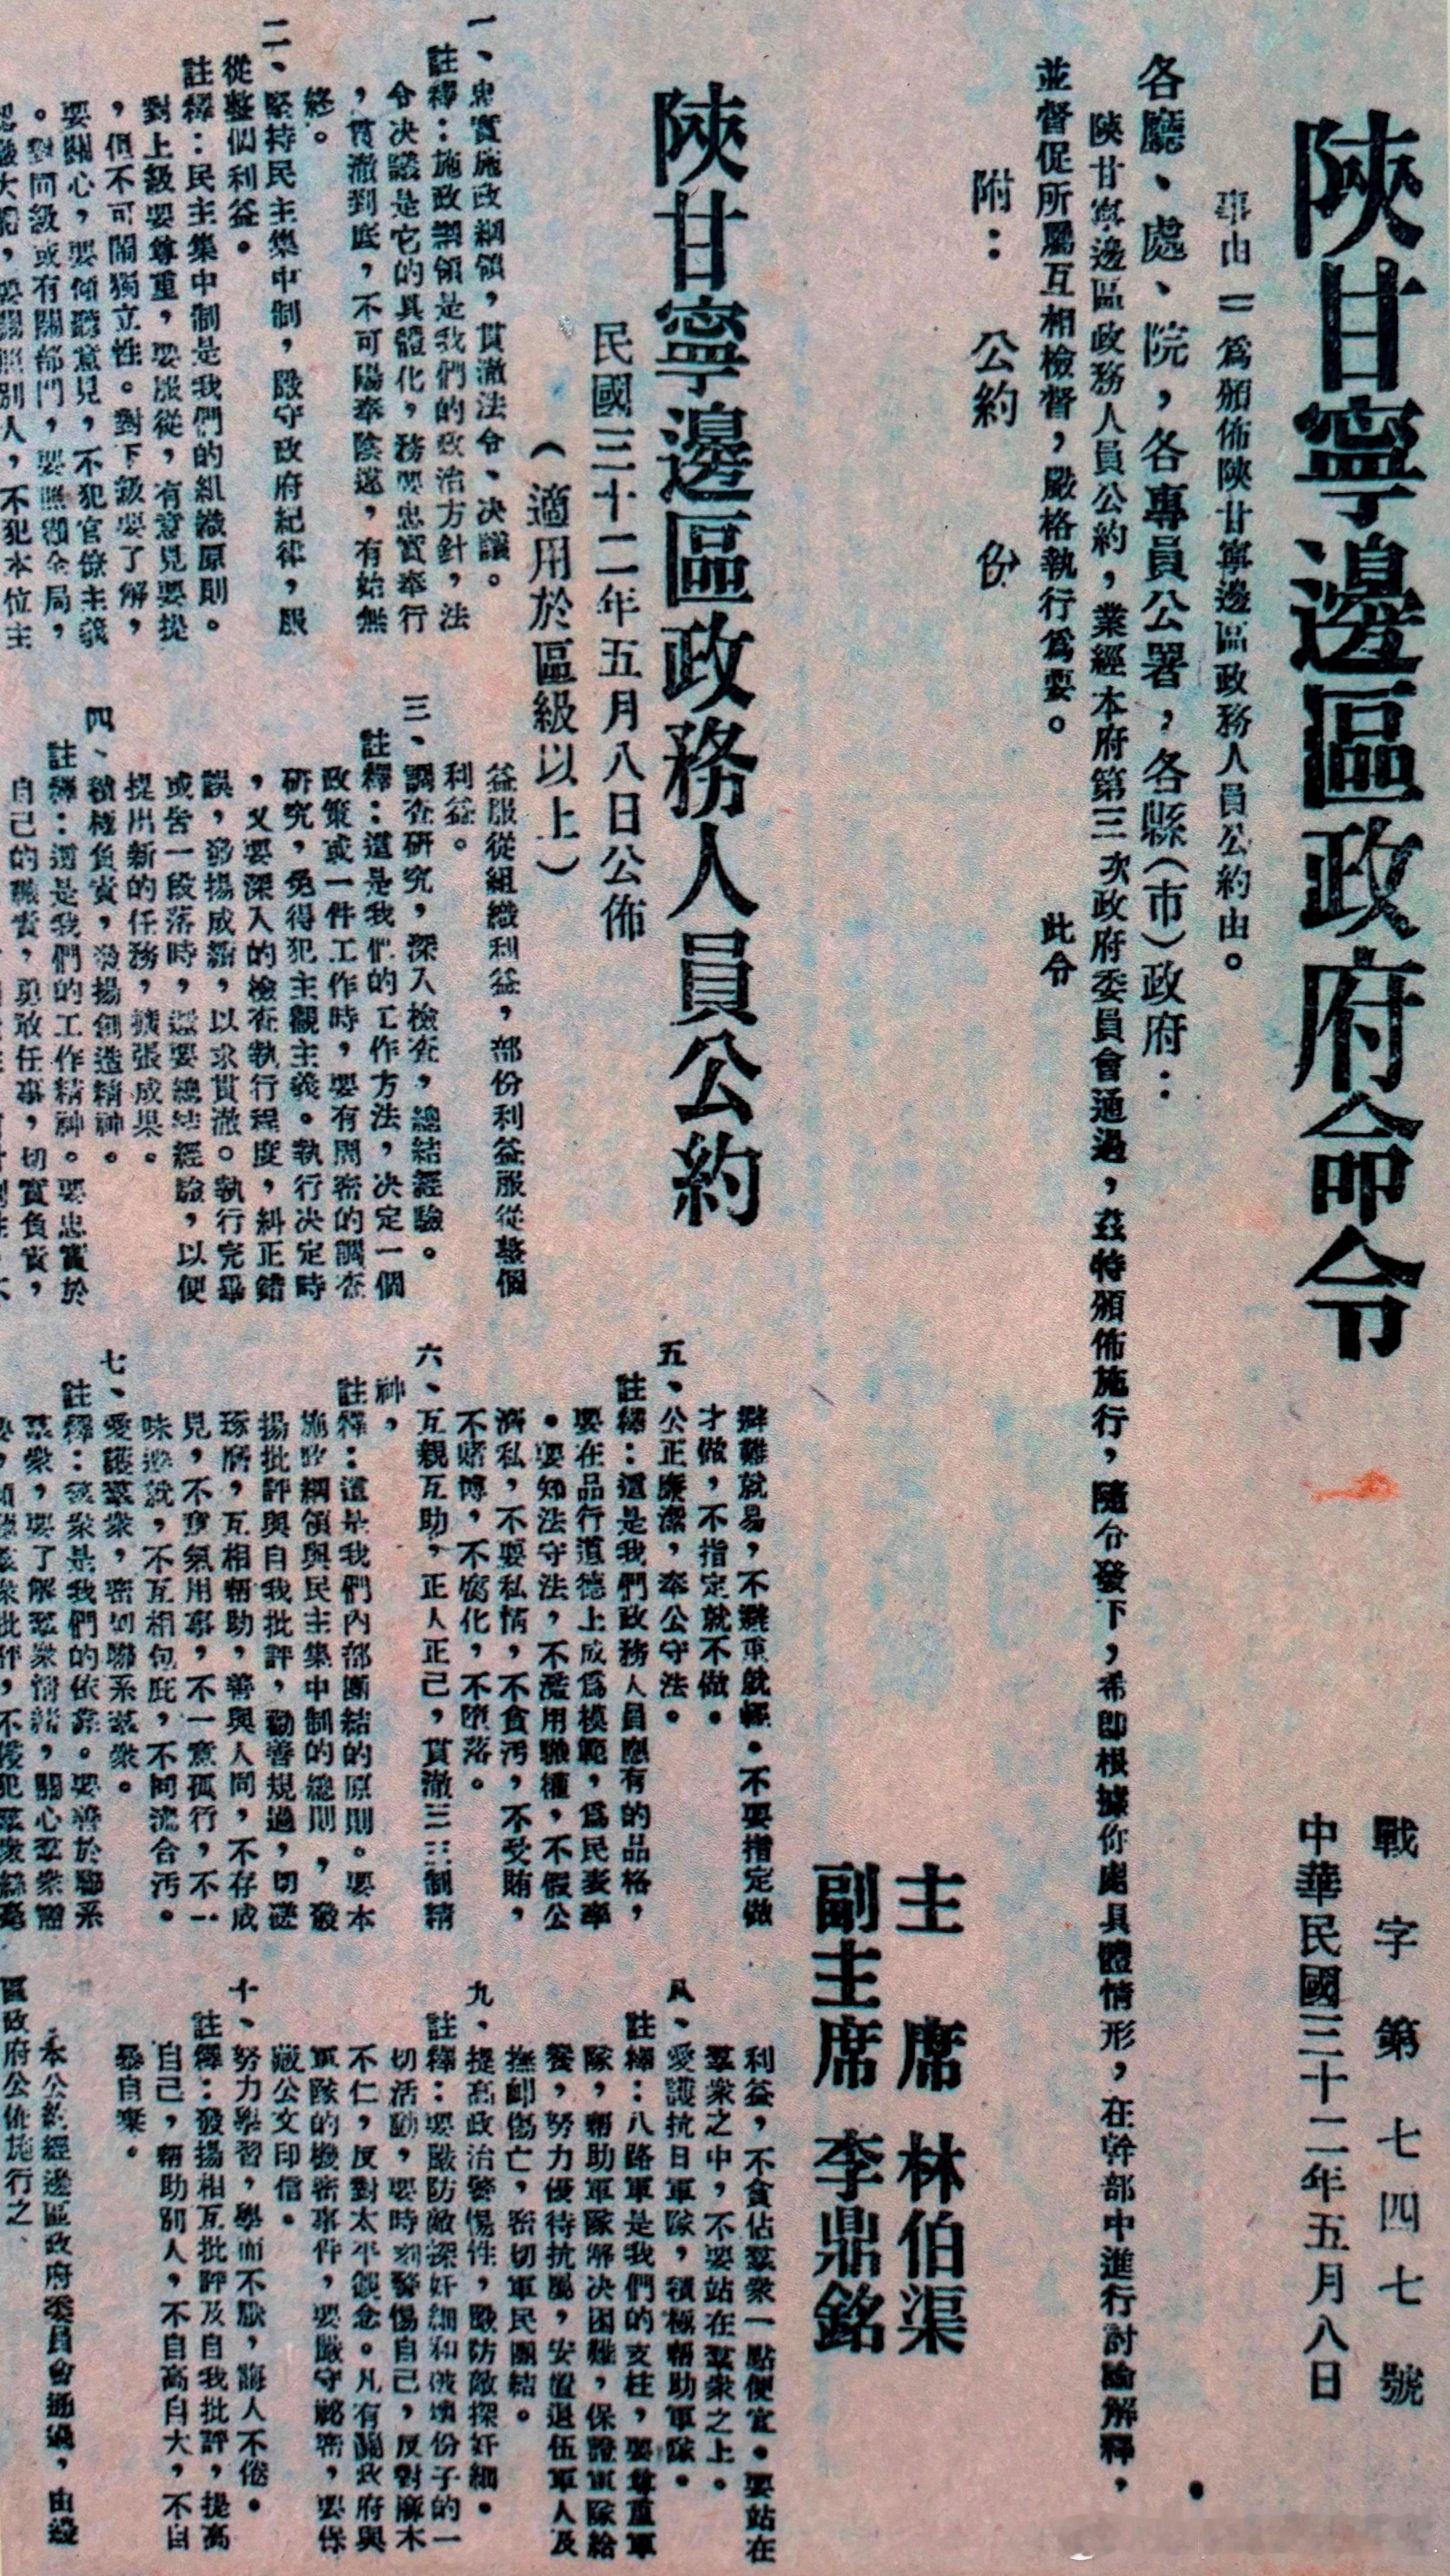 陝甘寧邊區政府命令
戰字第七四七號
中華民國三十二年五月八日
事由—爲頒佈陝甘寧邊區政務人員公約由。
各廳、處、院，各專員公署，各縣（市）政府：
陝甘寧邊區政務人員公約，業經本府第三次政府委員會通過，茲特頒佈施行，隨令發下，希即根據你處具體情形，在幹部中進行討論解釋，
並督促所屬互相檢督，嚴格執行爲要。　此令
附：　公約　份
主　席　林伯渠
副主席　李鼎銘
陝甘寧邊區政務人員公約
民國三十二年五月八日公佈
（適用於區級以上）
一、忠實施政綱領，貫澈法令、決議。
註釋：施政綱領是我們的政治方針，法
令決議是它的具體化，務要忠實奉行
，貫澈到底，不可陽奉陰違，有始無
終。
二、堅持民主集中制，嚴守政府紀律，服
從整個利益。
註釋：民主集中制是我們的組織原則。
對上級要尊重，要服從，有意見要提
，但不可鬧獨立性。對下級要了解，
要關心，要傾聽意見，不犯官僚主義
。對同級或有關部門，要照顧全局，
認識大體，要關照別人，不犯本位主
益服從組織利益，部份利益服從整個
利益。
三、調查研究，深入檢查，總結經驗。
註釋：這是我們的工作方法，決定一個
政策或一件工作時，要有周密的調查
研究，免得犯主觀主義。執行決定時
，又要深入的檢查執行程度，糾正錯
誤，發揚成績，以求貫澈。執行完畢
或告一段落時，還要總結經驗，以便
提出新的任務，擴張成果。
四、積極負責，發揚創造精神。
註釋：這是我們的工作精神。要忠實於
自己的職責，勇敢任事，切實負責，
辭難就易，不避重就輕。不要指定做
才做，不指定就不做。
五、公正廉潔，奉公守法。
註釋：這是我們政務人員應有的品格，
要在品行道德上成爲模範，爲民表率
。要知法守法，不濫用職權，不假公
濟私，不要私情，不貪污，不受賄，
不賭博，不腐化，不墮落。
六、互親互助，正人正己，貫澈三三制精
神，
註釋：這是我們內部團結的原則。要本
施政綱領與民主集中制的總則，發
揚批評與自我批評，勸善規過，切磋
琢磨，互相幫助，善與人同，不存成
見，不意氣用事，不一意孤行，不一
味遷就，不互相包庇，不同流合污。
七、愛護羣衆，密切聯系羣衆。
註釋：羣衆是我們的依靠。要善於聯系
羣衆，要了解羣衆情緒，關心羣衆需
利益，不貪佔羣衆一點便宜。要站在
羣衆之中，不要站在羣衆之上。
八、愛護抗日軍隊，積極幫助軍隊。
註釋：八路軍是我們的支柱，要尊重軍
隊，幫助軍隊解決困難，保證軍隊給
養，努力優待抗屬，安置退伍軍人及
撫卹傷亡，密切軍民團結。
九、提高政治警惕性，嚴防敵探奸細。
註釋：要嚴防敵探奸細和破壞份子的一
切活動，要時刻警惕自己，反對麻木
不仁，反對太平觀念。凡有關政府與
軍隊的機密事件，要嚴守祕密，要保
藏公文印信。
十、努力學習，學而不厭，誨人不倦。
註釋：發揚相互批評及自我批評，提高
自己，幫助別人，不自高自大，不自
暴自棄。
本公約經邊區政府委員會通過，由邊
區政府公佈施行之、